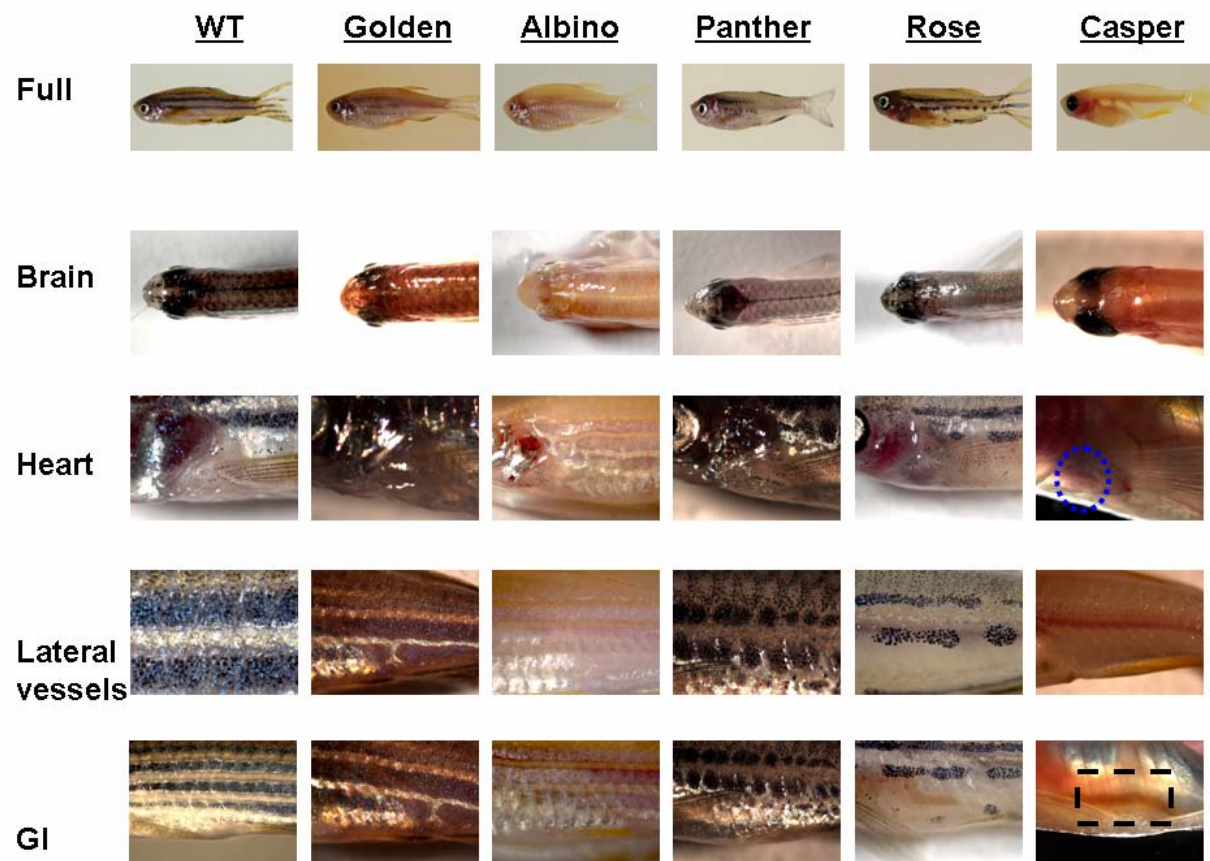 WT Golden Albino Panther Rose Casper
Full
Brain
Heart
Lateral
vessels
GI